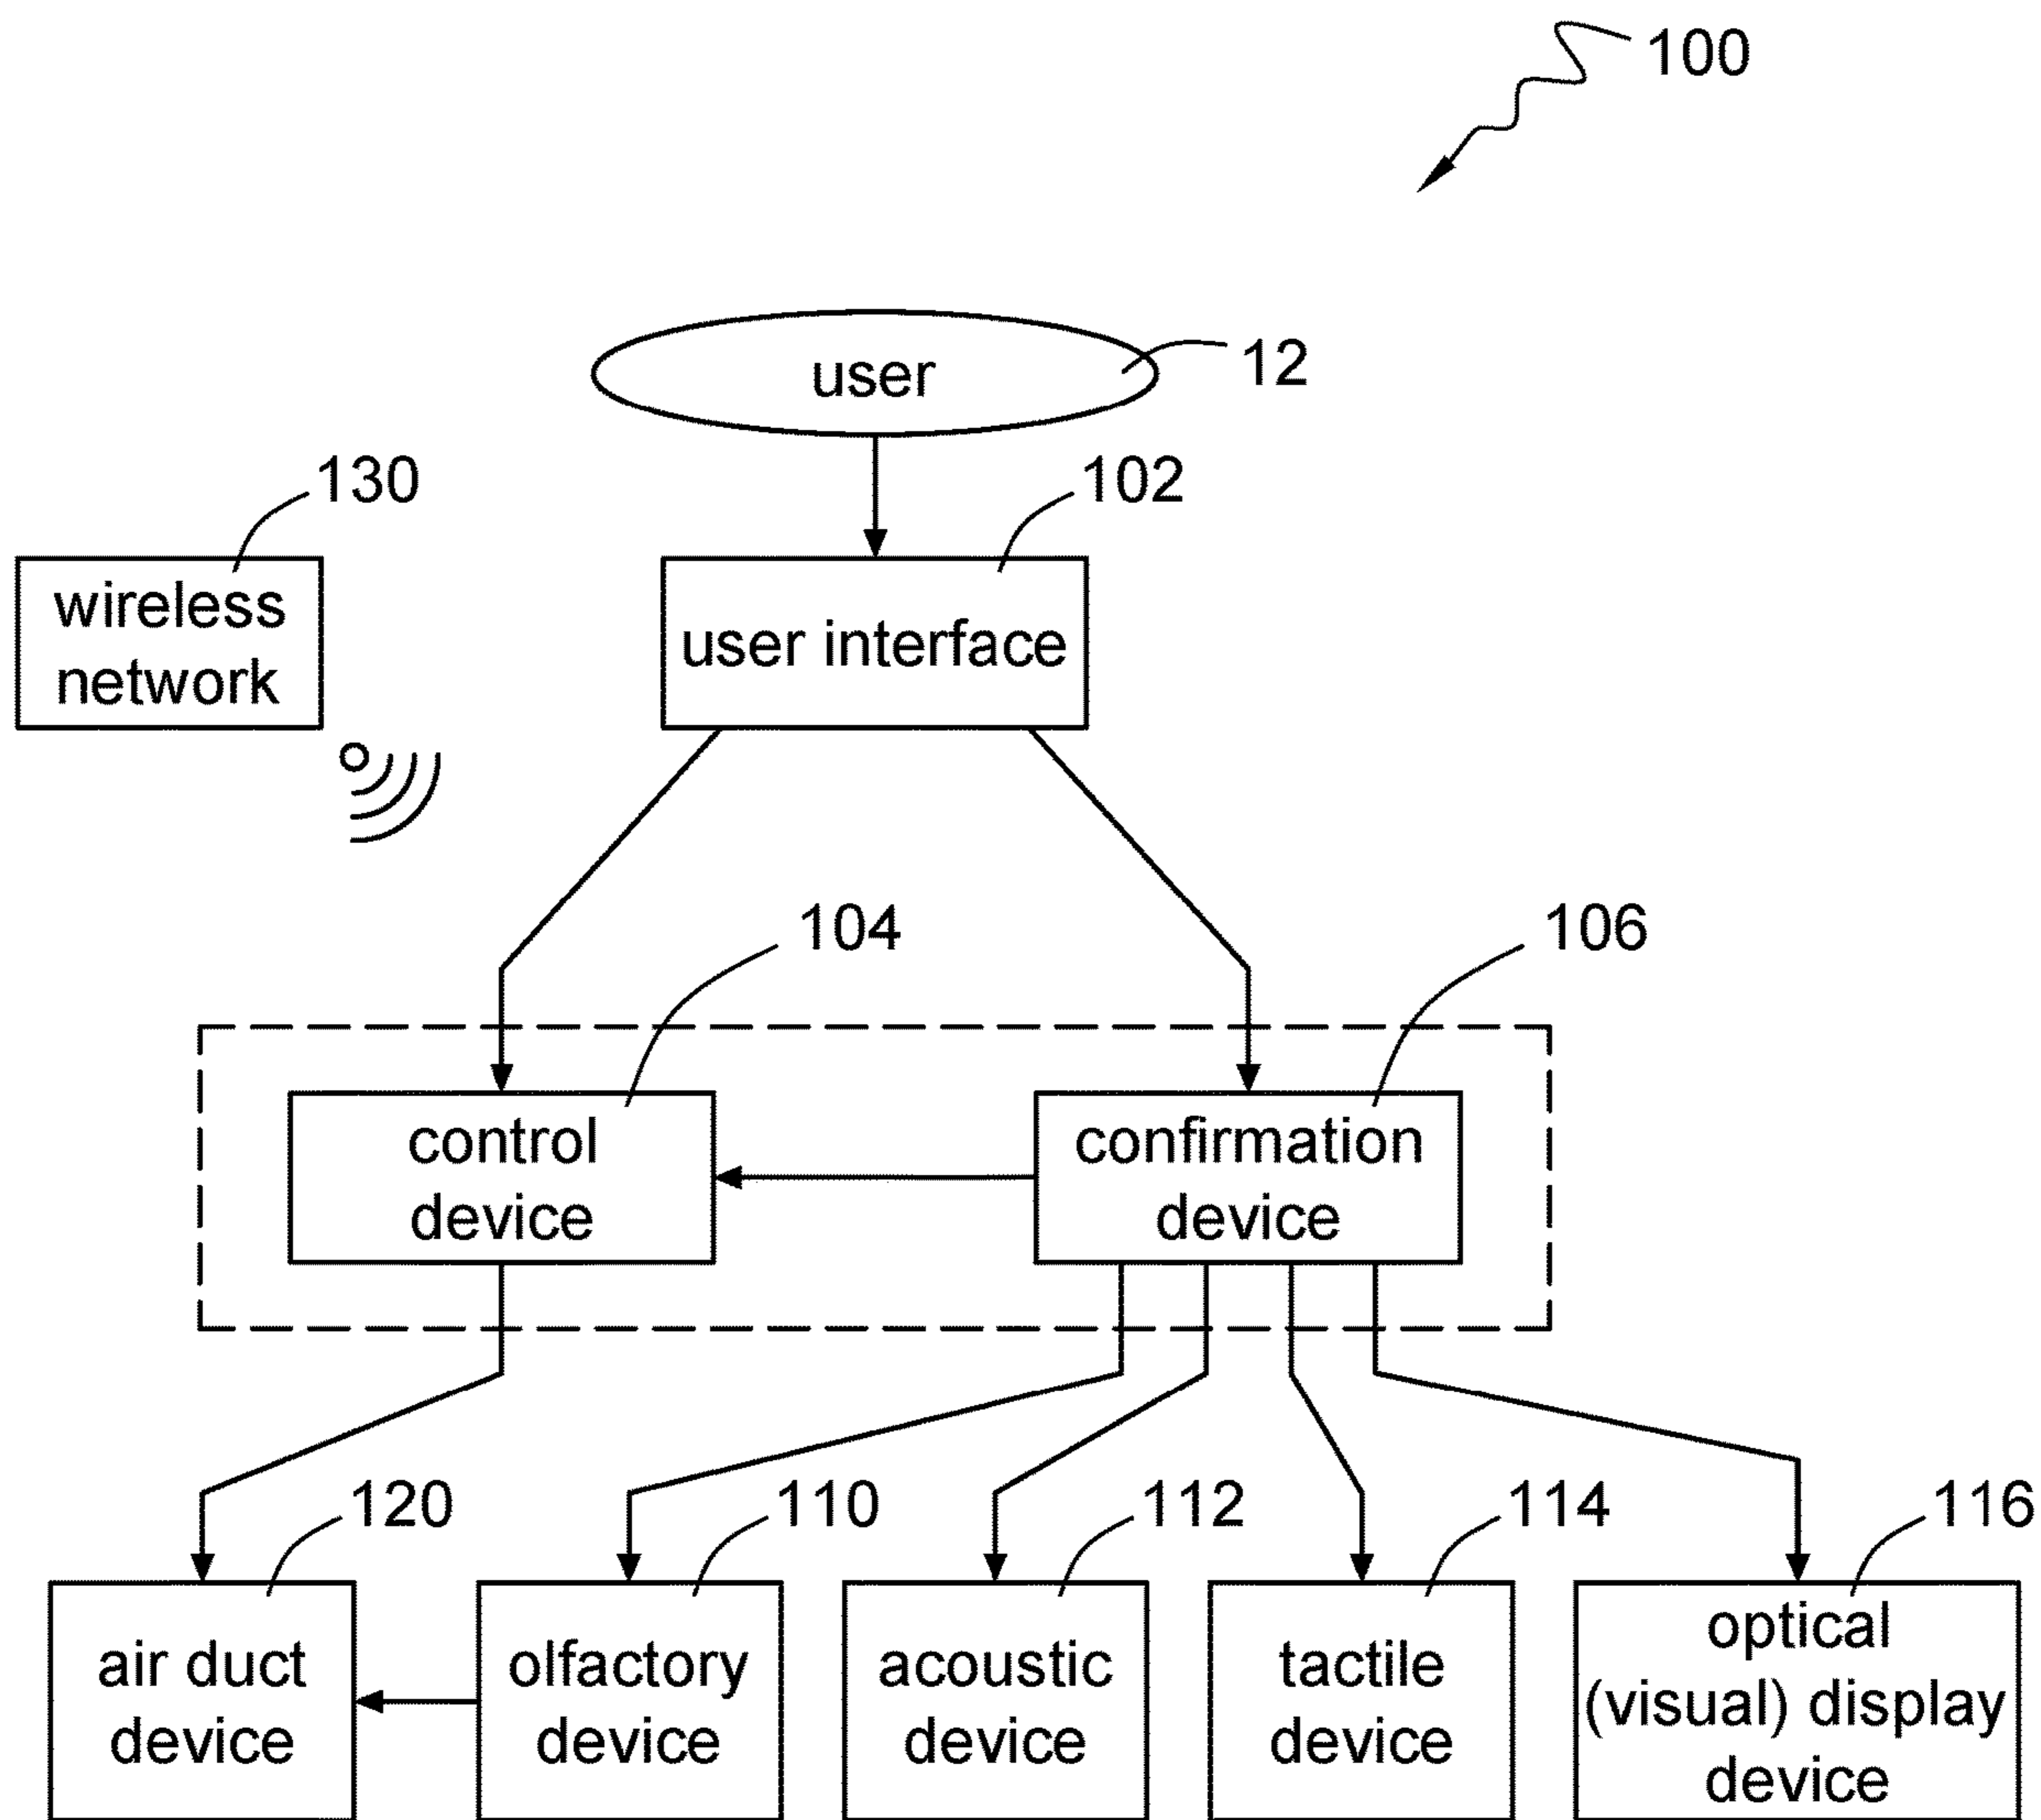 100
user
12
130
102
wireless
network
user interface
104
106
control
device
confirmation
device
120
110
112
114
116
air duct
device
olfactory
device
acoustic
device
tactile
device
optical
(visual) display
device